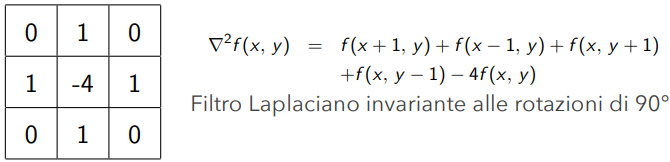 0 1 0
1 -4 1
0 1 0
∇²f(x, y) = f(x + 1, y) + f(x − 1, y) + f(x, y + 1)
+f(x, y − 1) − 4f(x, y)
Filtro Laplaciano invariante alle rotazioni di 90°